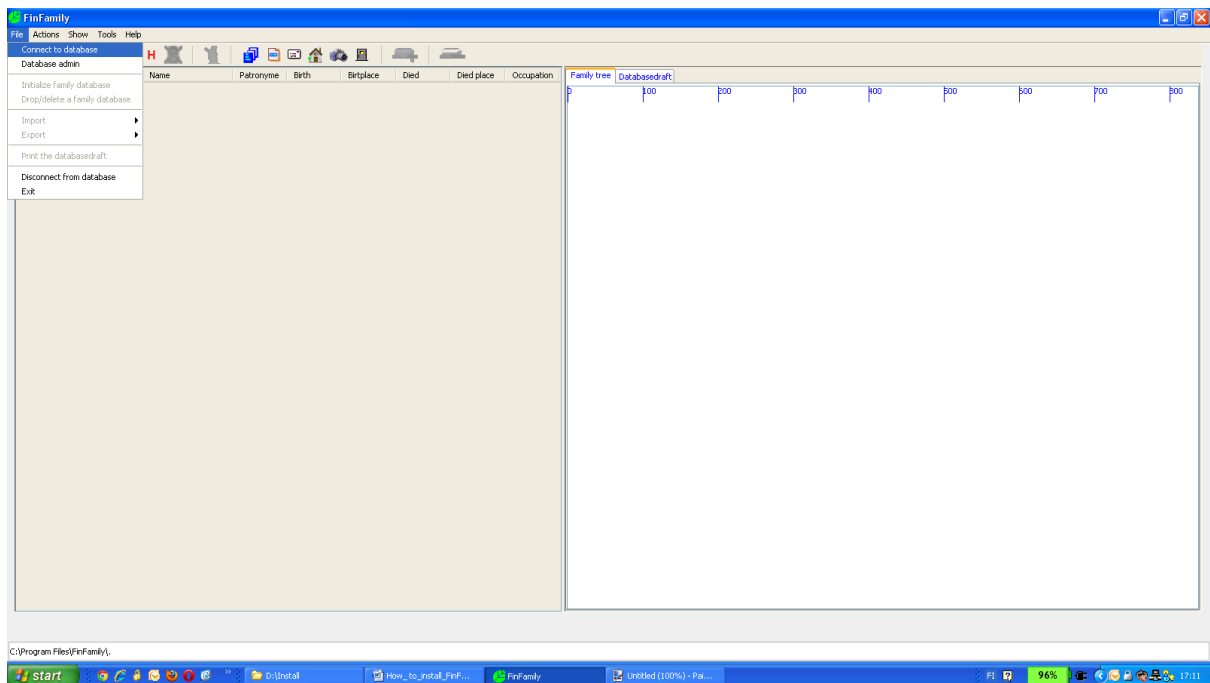 FinFamily
File Actions Show Tools Help
Connect to database
Database admin
Initialize family database
Drop/delete a family database
Import
Export
Print the databasedraft
Disconnect from database
Exit
H
Name Patronyme Birth Birtplace Died Died place Occupation
Family tree Databasedraft
0 100 200 300 400 500 600 700 800
C:\Program Files\FinFamily\.
start D:\Install How_to_install_FinF... FinFamily Untitled (100%) - Pai... FI 96% 17:11